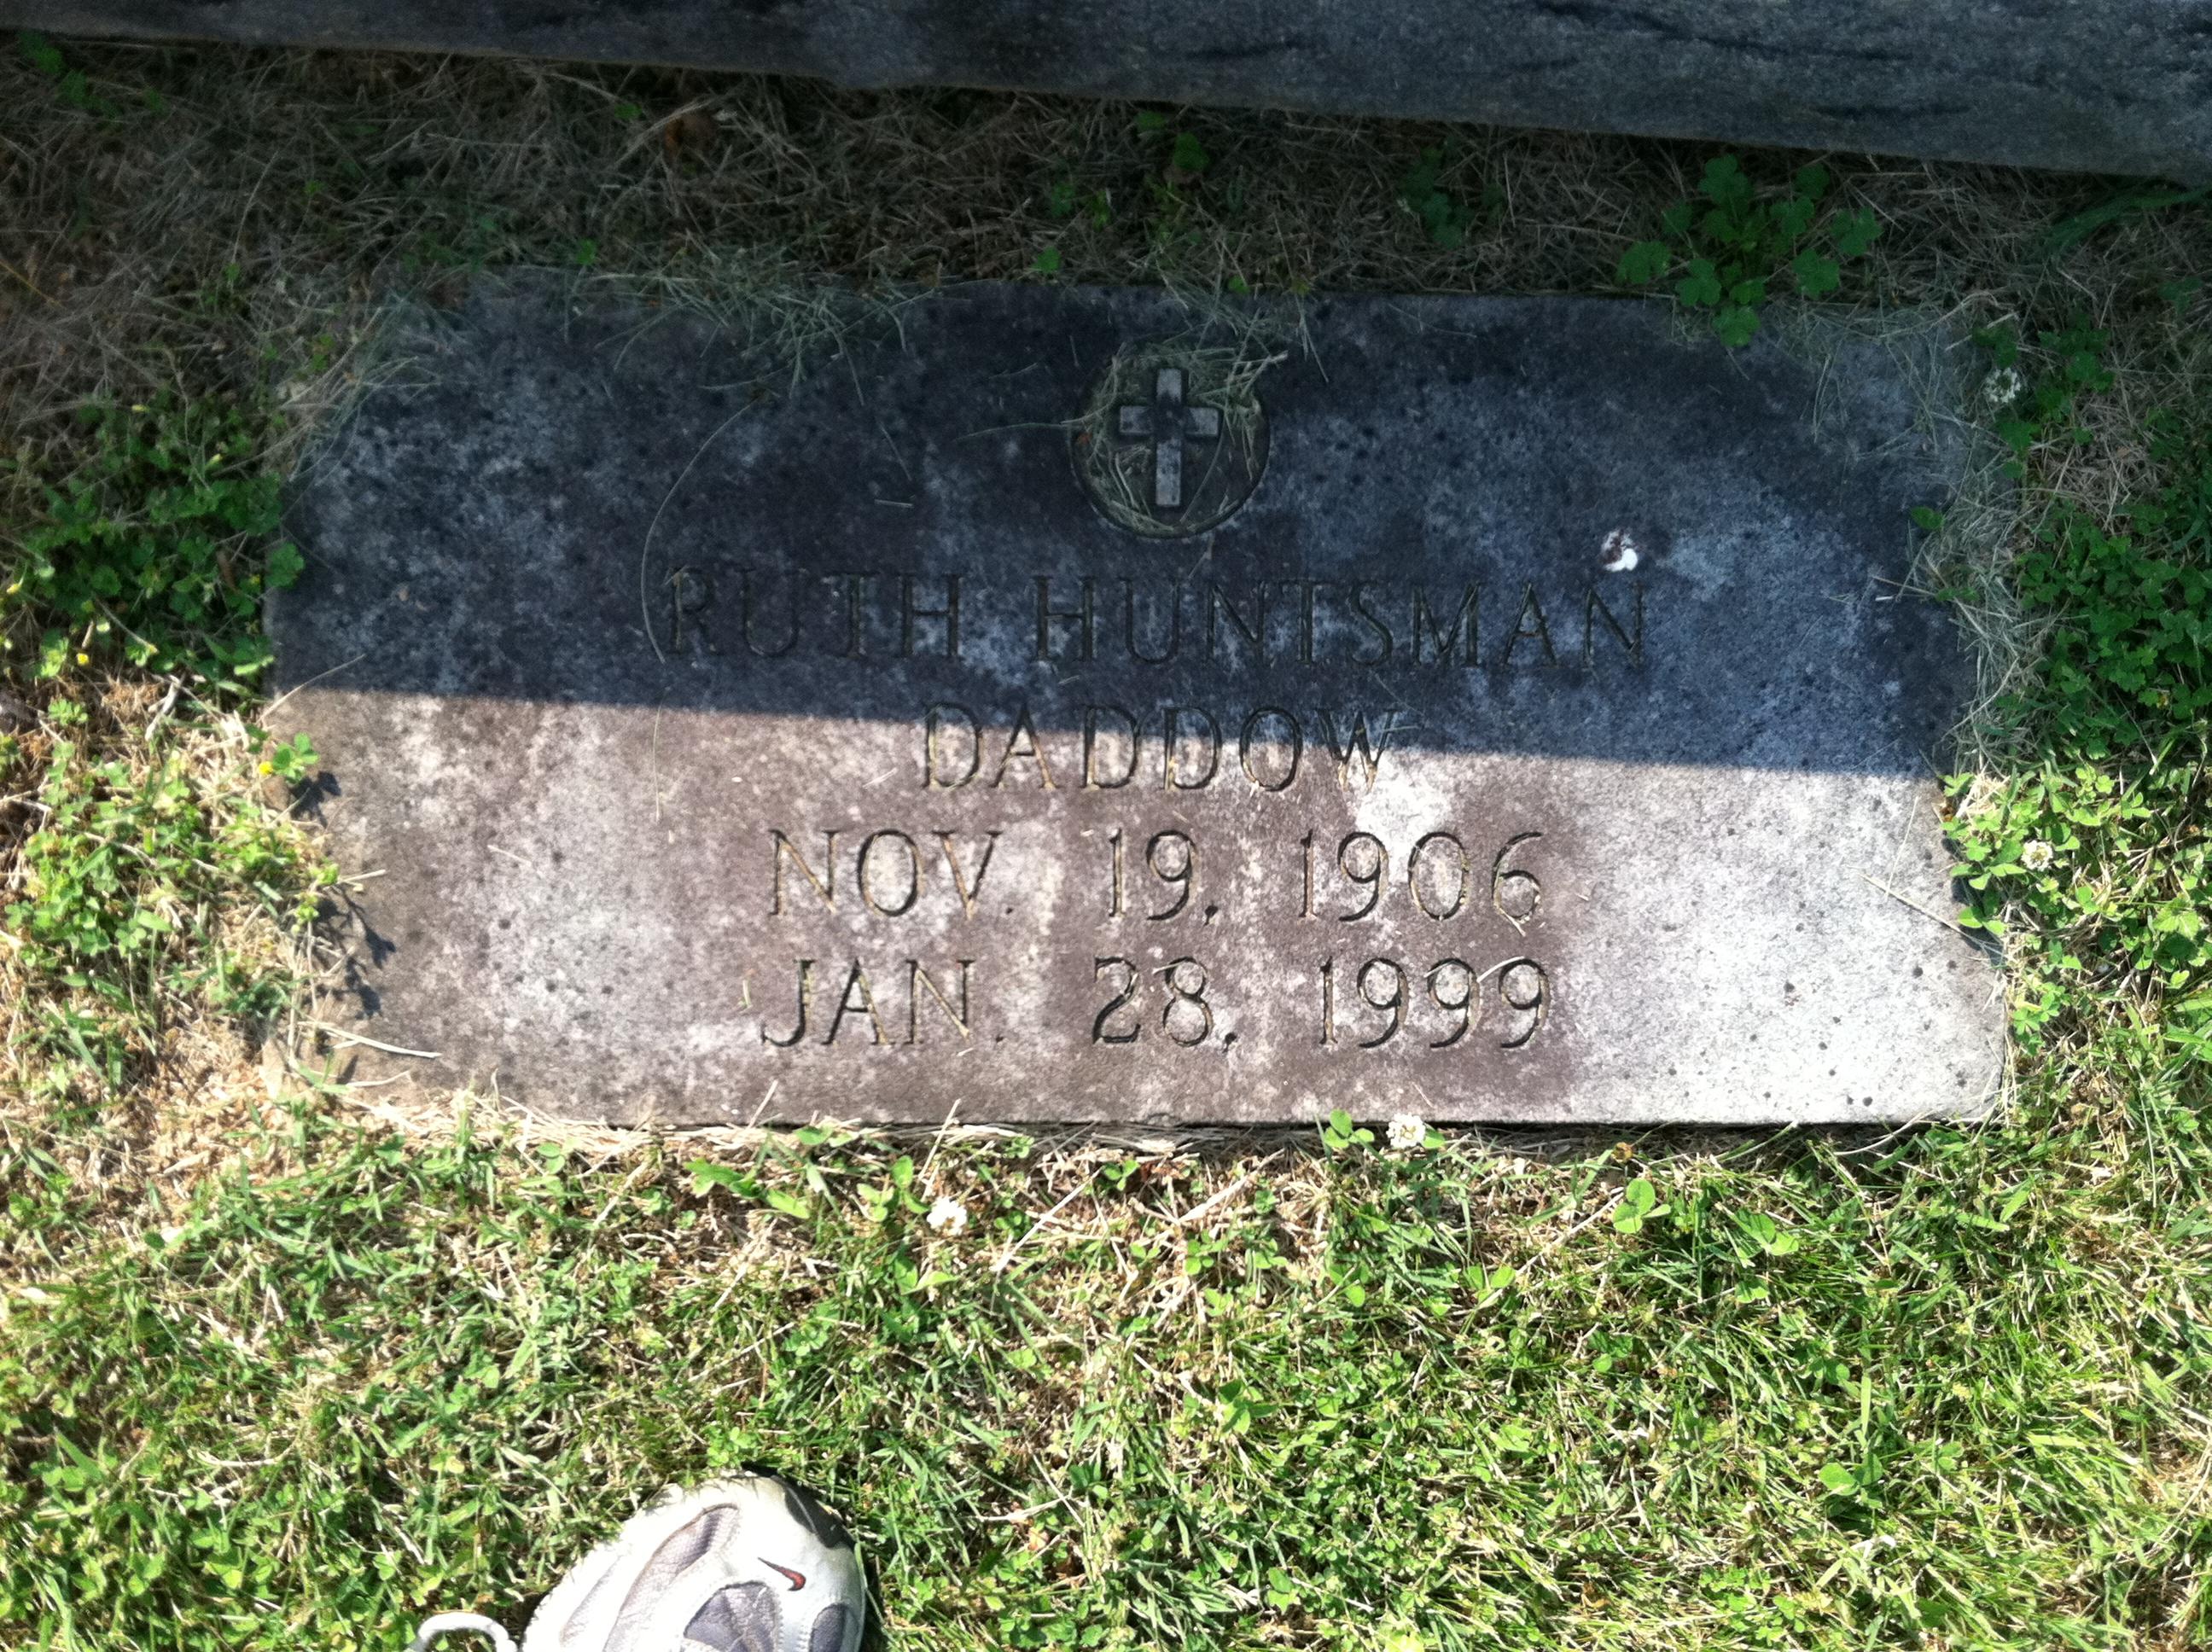 RUTH HUNTSMAN
DADDOW
NOV. 19, 1906
JAN. 28, 1999